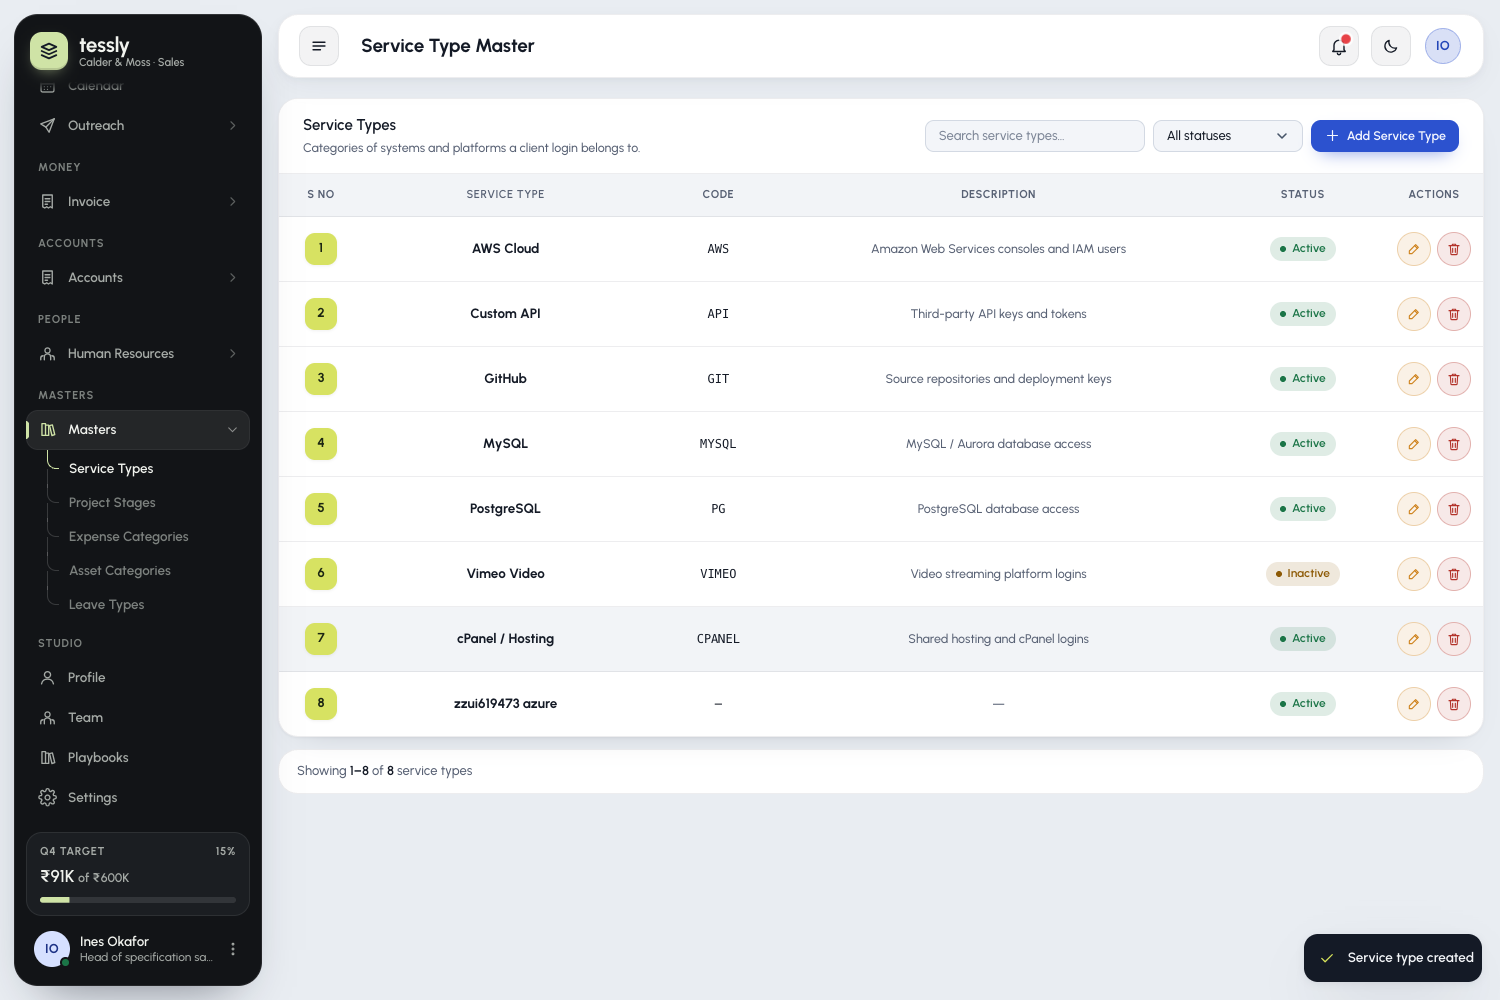 tessly
Calder & Moss · Sales
Calendar
Outreach
MONEY
Invoice
ACCOUNTS
Accounts
PEOPLE
Human Resources
MASTERS
Masters
Service Types
Project Stages
Expense Categories
Asset Categories
Leave Types
STUDIO
Profile
Team
Playbooks
Settings
Q4 TARGET 15%
₹91K of ₹600K
IO
Ines Okafor
Head of specification sa...
Service Type Master
IO
Service Types
Categories of systems and platforms a client login belongs to.
Search service types...
All statuses
Add Service Type
S NO SERVICE TYPE CODE DESCRIPTION STATUS ACTIONS
1 AWS Cloud AWS Amazon Web Services consoles and IAM users Active
2 Custom API API Third-party API keys and tokens Active
3 GitHub GIT Source repositories and deployment keys Active
4 MySQL MYSQL MySQL / Aurora database access Active
5 PostgreSQL PG PostgreSQL database access Active
6 Vimeo Video VIMEO Video streaming platform logins Inactive
7 cPanel / Hosting CPANEL Shared hosting and cPanel logins Active
8 zzui619473 azure – — Active
Showing 1–8 of 8 service types
Service type created